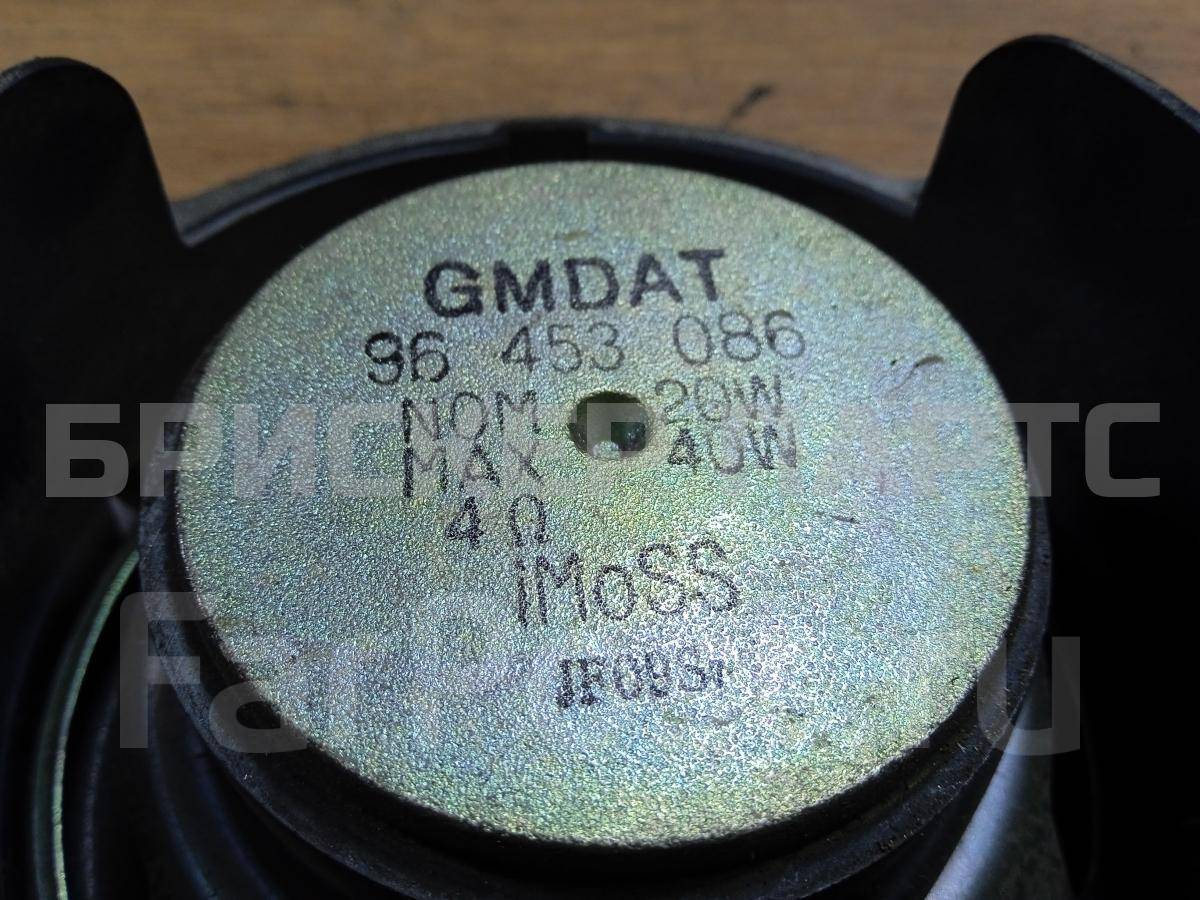 GMDAT
96 453 086
NOM 20W
MAX 40W
4 Ω
iMoSS